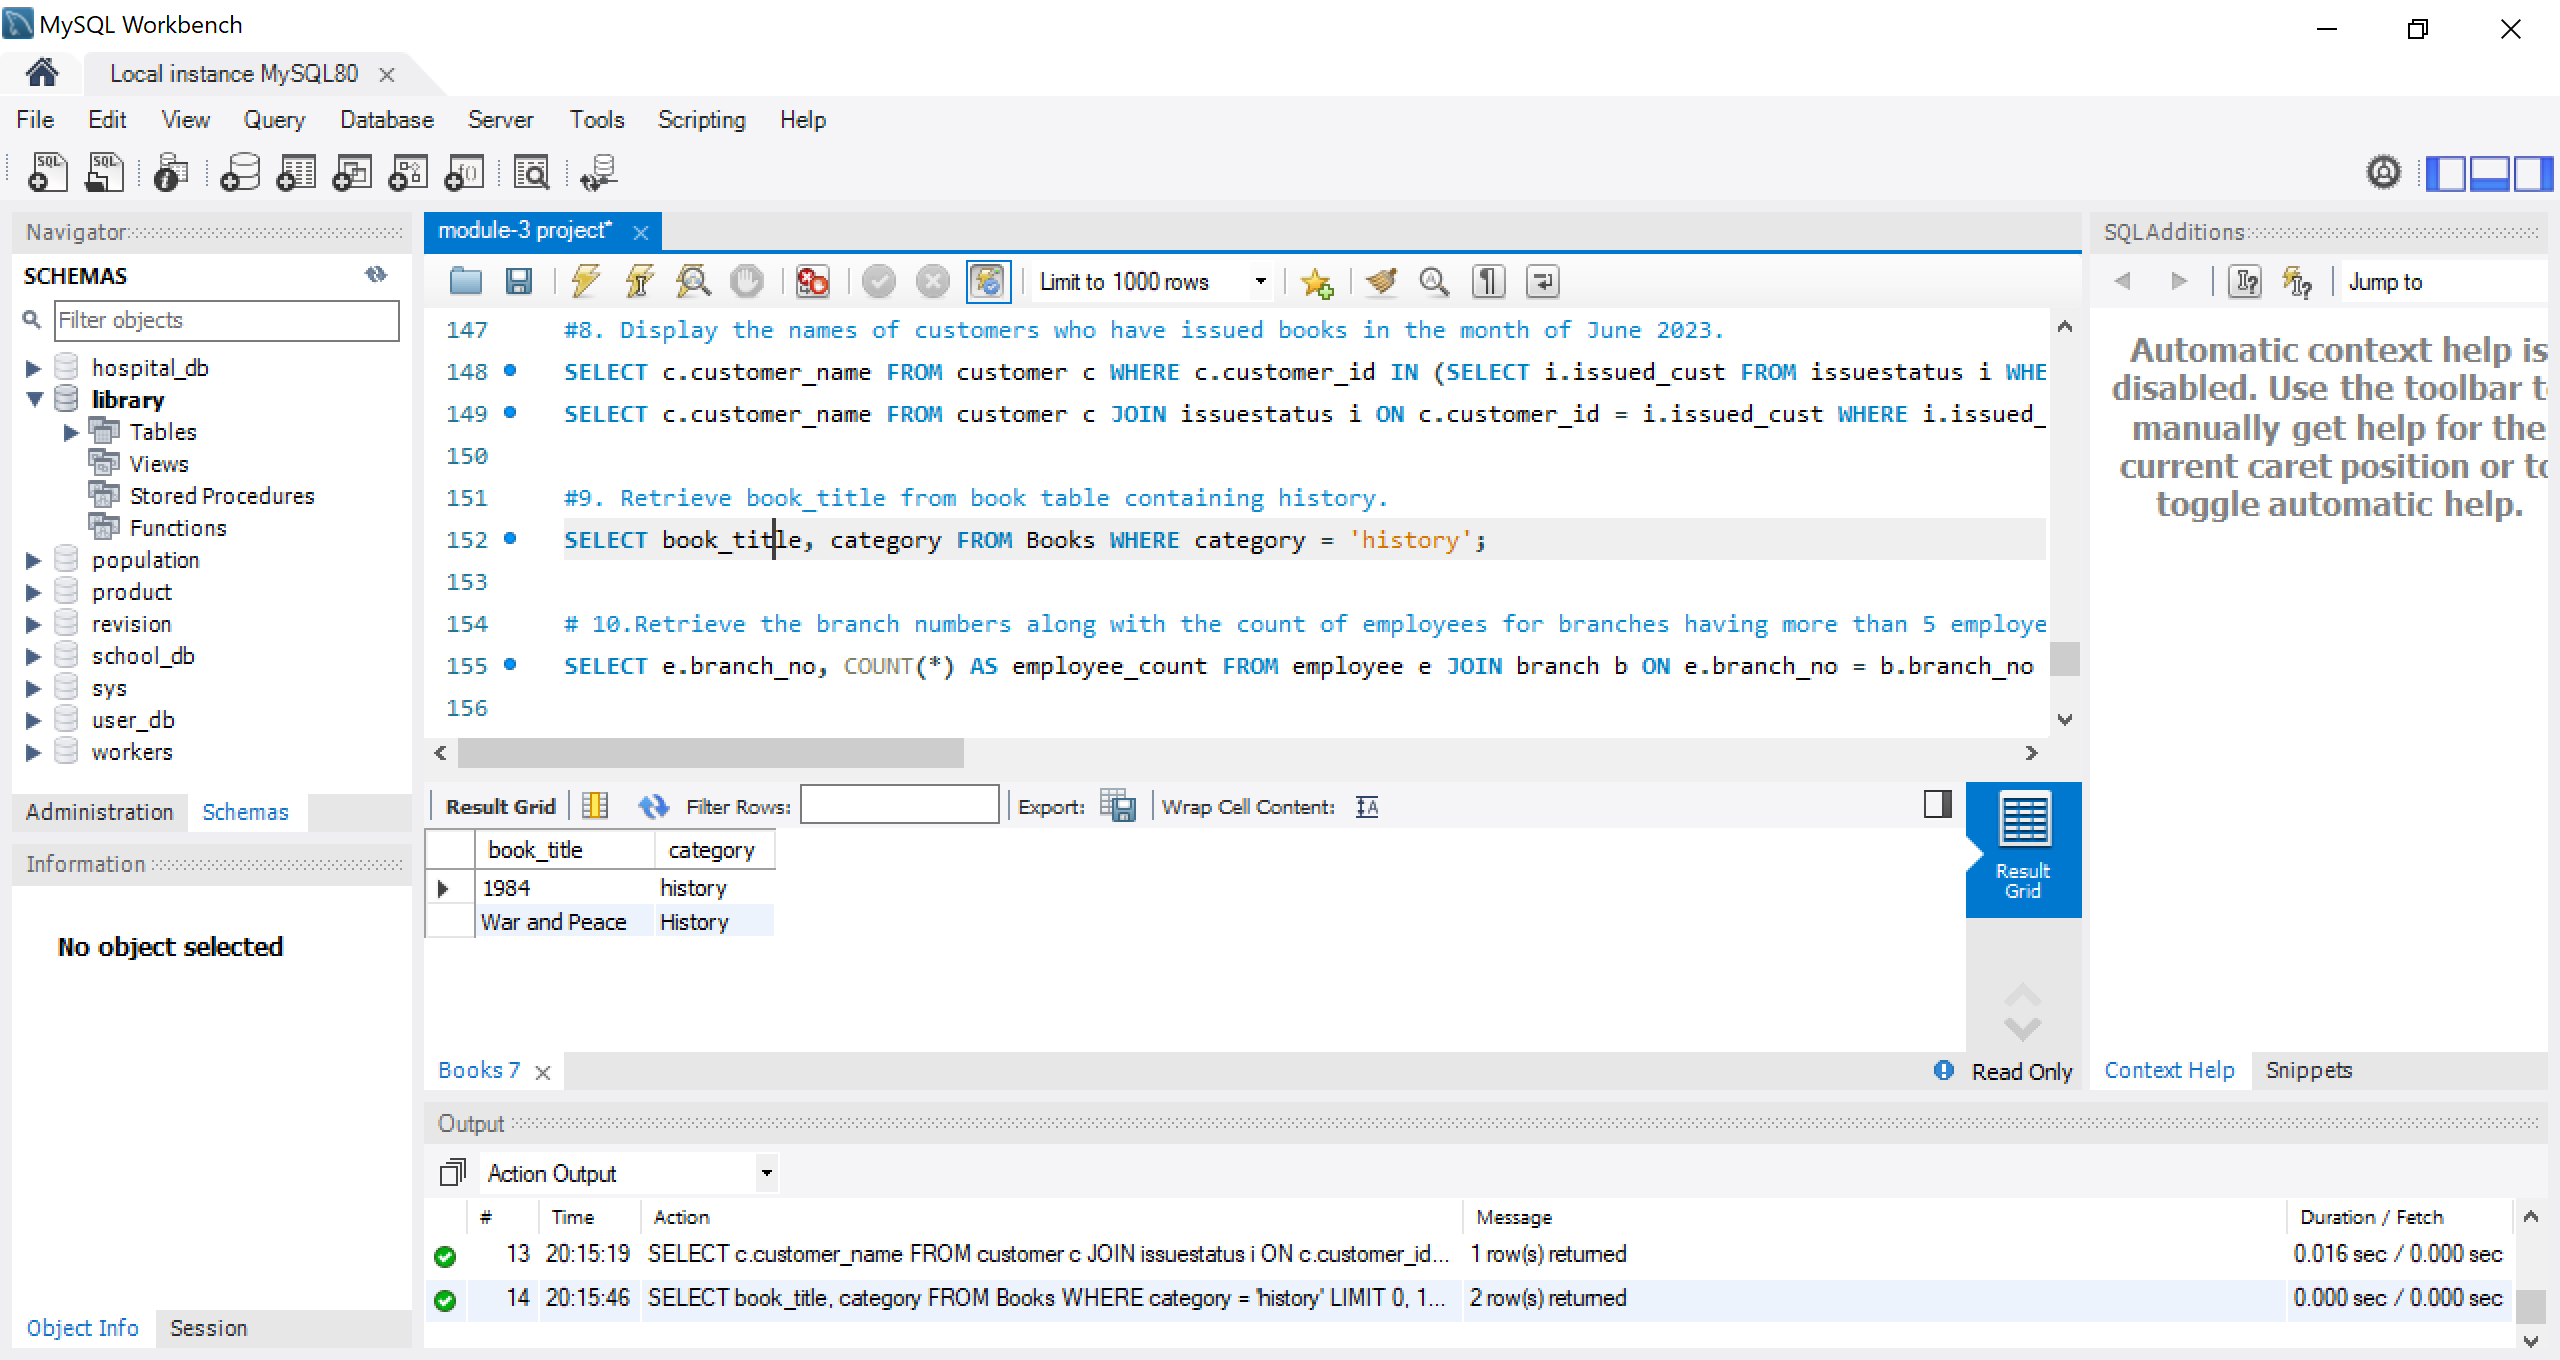 MySQL Workbench
Local instance MySQL80
File Edit View Query Database Server Tools Scripting Help
Navigator
SCHEMAS
Filter objects
hospital_db
library
Tables
Views
Stored Procedures
Functions
population
product
revision
school_db
sys
user_db
workers
Administration Schemas
Information
No object selected
Object Info Session
module-3 project*
Limit to 1000 rows
147 #8. Display the names of customers who have issued books in the month of June 2023.
148 SELECT c.customer_name FROM customer c WHERE c.customer_id IN (SELECT i.issued_cust FROM issuestatus i WHE
149 SELECT c.customer_name FROM customer c JOIN issuestatus i ON c.customer_id = i.issued_cust WHERE i.issued_
150
151 #9. Retrieve book_title from book table containing history.
152 SELECT book_title, category FROM Books WHERE category = 'history';
153
154 # 10.Retrieve the branch numbers along with the count of employees for branches having more than 5 employe
155 SELECT e.branch_no, COUNT(*) AS employee_count FROM employee e JOIN branch b ON e.branch_no = b.branch_no
156
Result Grid Filter Rows: Export: Wrap Cell Content:
book_title category
1984 history
War and Peace History
Result
Grid
Books 7
Read Only
SQLAdditions
Jump to
Automatic context help is
disabled. Use the toolbar t
manually get help for the
current caret position or to
toggle automatic help.
Context Help Snippets
Output
Action Output
# Time Action Message Duration / Fetch
13 20:15:19 SELECT c.customer_name FROM customer c JOIN issuestatus i ON c.customer_id... 1 row(s) returned 0.016 sec / 0.000 sec
14 20:15:46 SELECT book_title, category FROM Books WHERE category = 'history' LIMIT 0, 1... 2 row(s) returned 0.000 sec / 0.000 sec